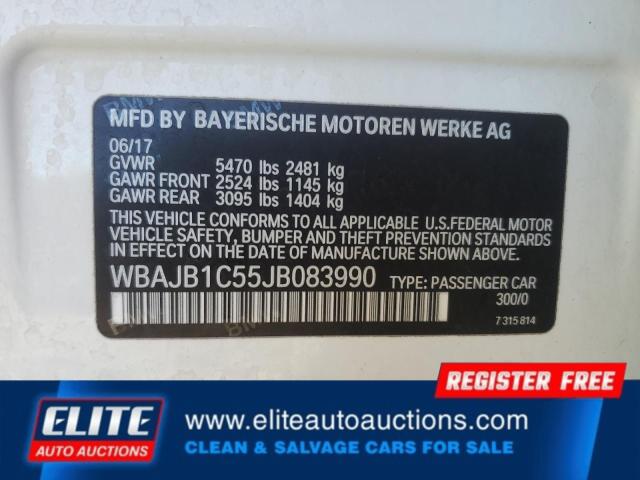 MFD BY BAYERISCHE MOTOREN WERKE AG
06/17
GVWR 5470 lbs 2481 kg
GAWR FRONT 2524 lbs 1145 kg
GAWR REAR 3095 lbs 1404 kg
THIS VEHICLE CONFORMS TO ALL APPLICABLE U.S.FEDERAL MOTOR
VEHICLE SAFETY, BUMPER AND THEFT PREVENTION STANDARDS
IN EFFECT ON THE DATE OF MANUFACTURE SHOWN ABOVE.
WBAJB1C55JB083990 TYPE: PASSENGER CAR
300/0
7 315 814
REGISTER FREE
ELITE
AUTO AUCTIONS
www.eliteautoauctions.com
CLEAN & SALVAGE CARS FOR SALE